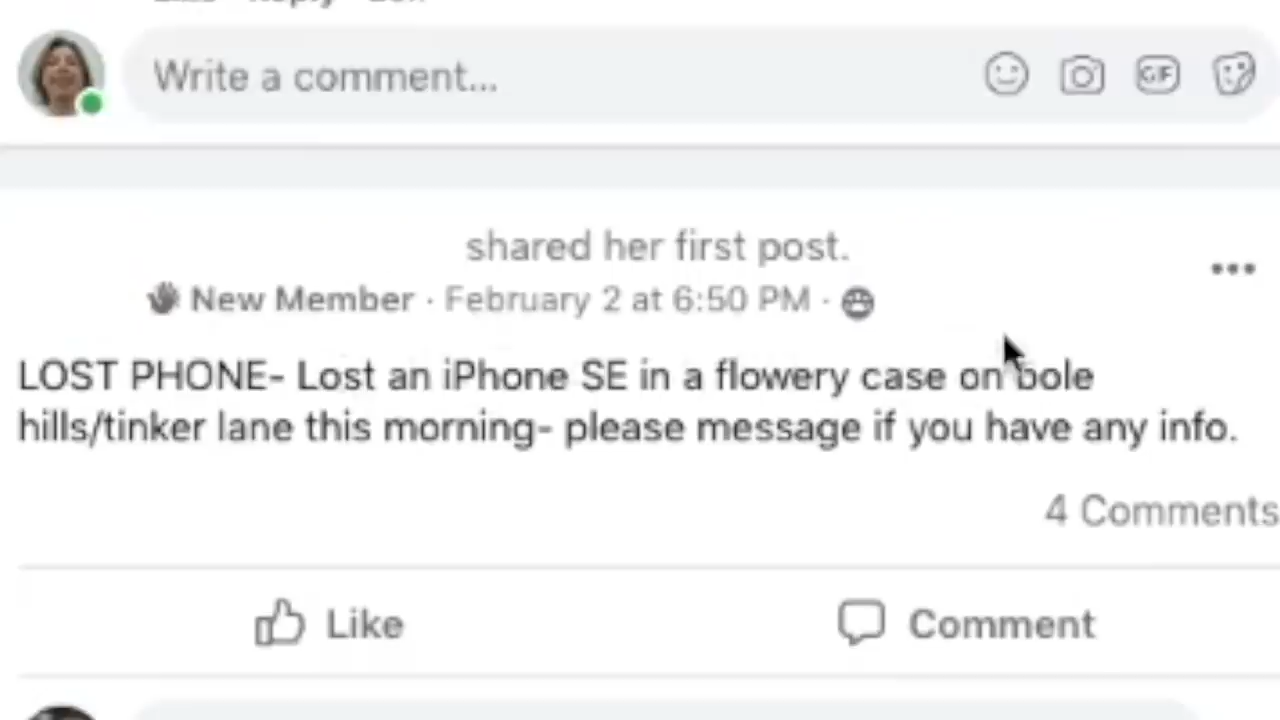 Write a comment...
GIF
shared her first post.
New Member · February 2 at 6:50 PM ·
LOST PHONE- Lost an iPhone SE in a flowery case on bole
hills/tinker lane this morning- please message if you have any info.
4 Comments
Like
Comment